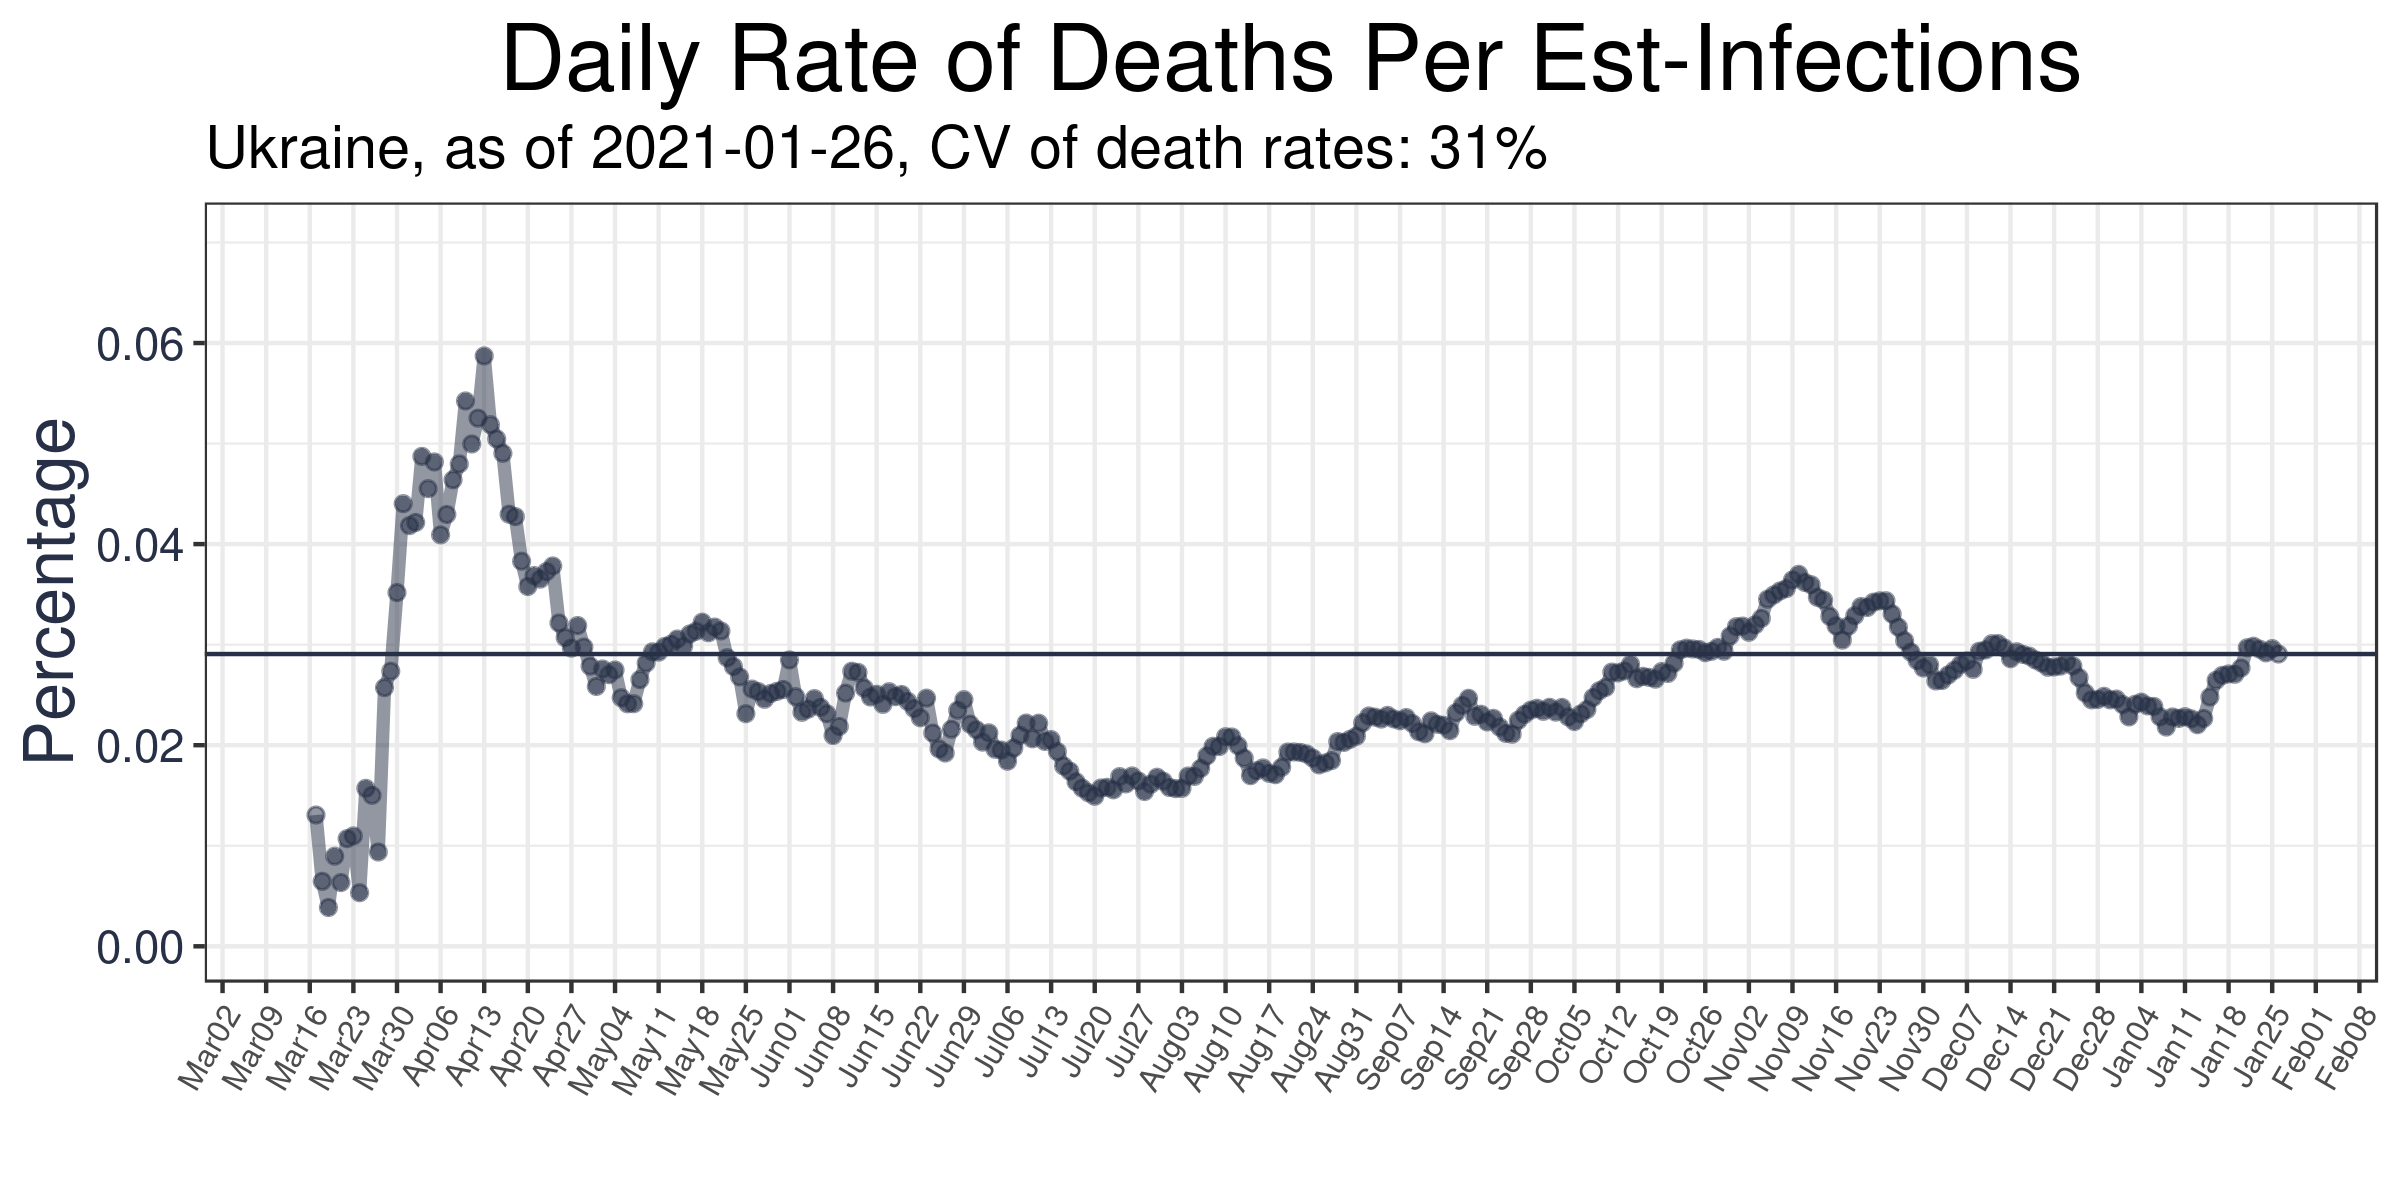 Daily Rate of Deaths Per Est-Infections
Ukraine, as of 2021-01-26, CV of death rates: 31%
Percentage
0.06
0.04
0.02
0.00
Mar02
Mar09
Mar16
Mar23
Mar30
Apr06
Apr13
Apr20
Apr27
May04
May11
May18
May25
Jun01
Jun08
Jun15
Jun22
Jun29
Jul06
Jul13
Jul20
Jul27
Aug03
Aug10
Aug17
Aug24
Aug31
Sep07
Sep14
Sep21
Sep28
Oct05
Oct12
Oct19
Oct26
Nov02
Nov09
Nov16
Nov23
Nov30
Dec07
Dec14
Dec21
Dec28
Jan04
Jan11
Jan18
Jan25
Feb01
Feb08